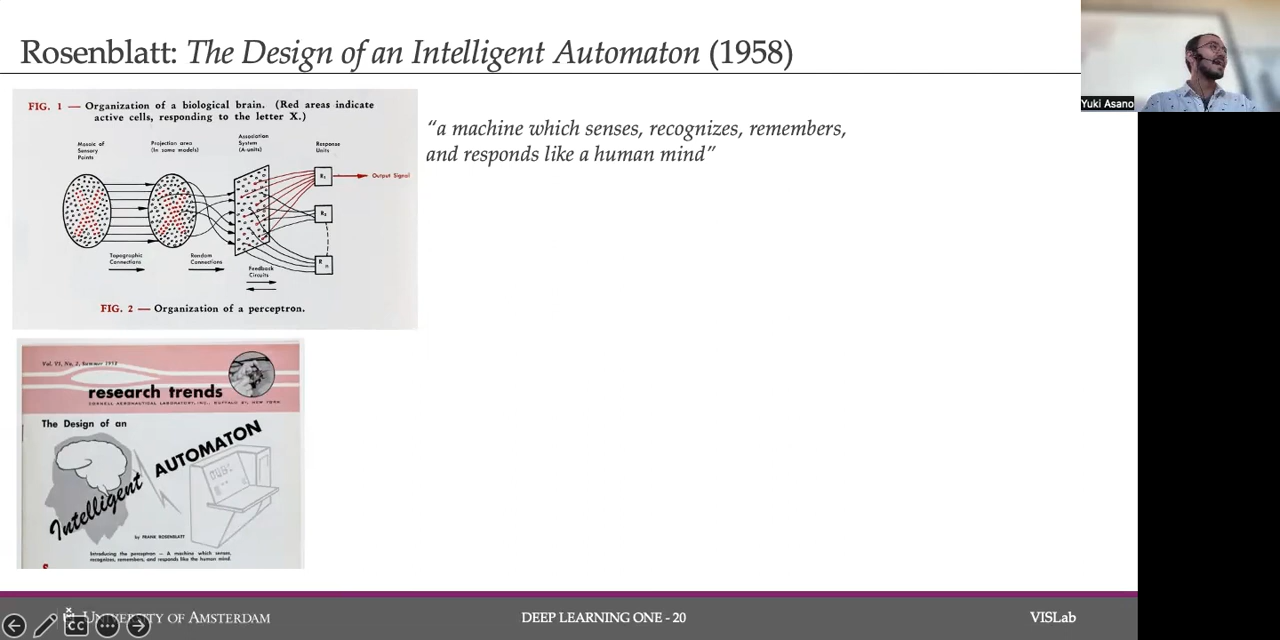 Rosenblatt: The Design of an Intelligent Automaton (1958)
Yuki Asano
FIG. 1 — Organization of a biological brain. (Red areas indicate
active cells, responding to the letter X.)
Mosaic of
Sensory
Points
Projection area
(In some models)
Association
System
(A-units)
Response
Units
R₁
Output Signal
R₂
Rₙ
Topographic
Connections
Random
Connections
Feedback
Circuits
FIG. 2 — Organization of a perceptron.
“a machine which senses, recognizes, remembers,
and responds like a human mind”
Vol. VI, No. 2, Summer 1958
research trends
CORNELL AERONAUTICAL LABORATORY, INC., BUFFALO 21, NEW YORK
The Design of an
Intelligent AUTOMATON
by FRANK ROSENBLATT
Introducing the perceptron — A machine which senses,
recognizes, remembers, and responds like the human mind.
CC
UNIVERSITY OF AMSTERDAM
DEEP LEARNING ONE - 20
VISLab